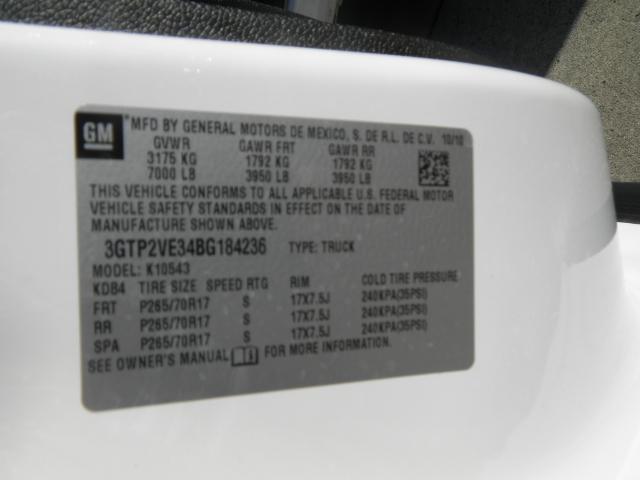 GM
*MFD BY GENERAL MOTORS DE MEXICO, S. DE R.L. DE C.V. 10/10
GVWR GAWR FRT GAWR RR
3175 KG 1792 KG 1792 KG
7000 LB 3950 LB 3950 LB
THIS VEHICLE CONFORMS TO ALL APPLICABLE U.S. FEDERAL MOTOR
VEHICLE SAFETY STANDARDS IN EFFECT ON THE DATE OF
MANUFACTURE SHOWN ABOVE.
3GTP2VE34BG184236 TYPE: TRUCK
MODEL: K10543
KDB4 TIRE SIZE SPEED RTG RIM COLD TIRE PRESSURE
FRT P265/70R17 S 17X7.5J 240KPA(35PSI)
RR P265/70R17 S 17X7.5J 240KPA(35PSI)
SPA P265/70R17 S 17X7.5J 240KPA(35PSI)
SEE OWNER'S MANUAL FOR MORE INFORMATION.